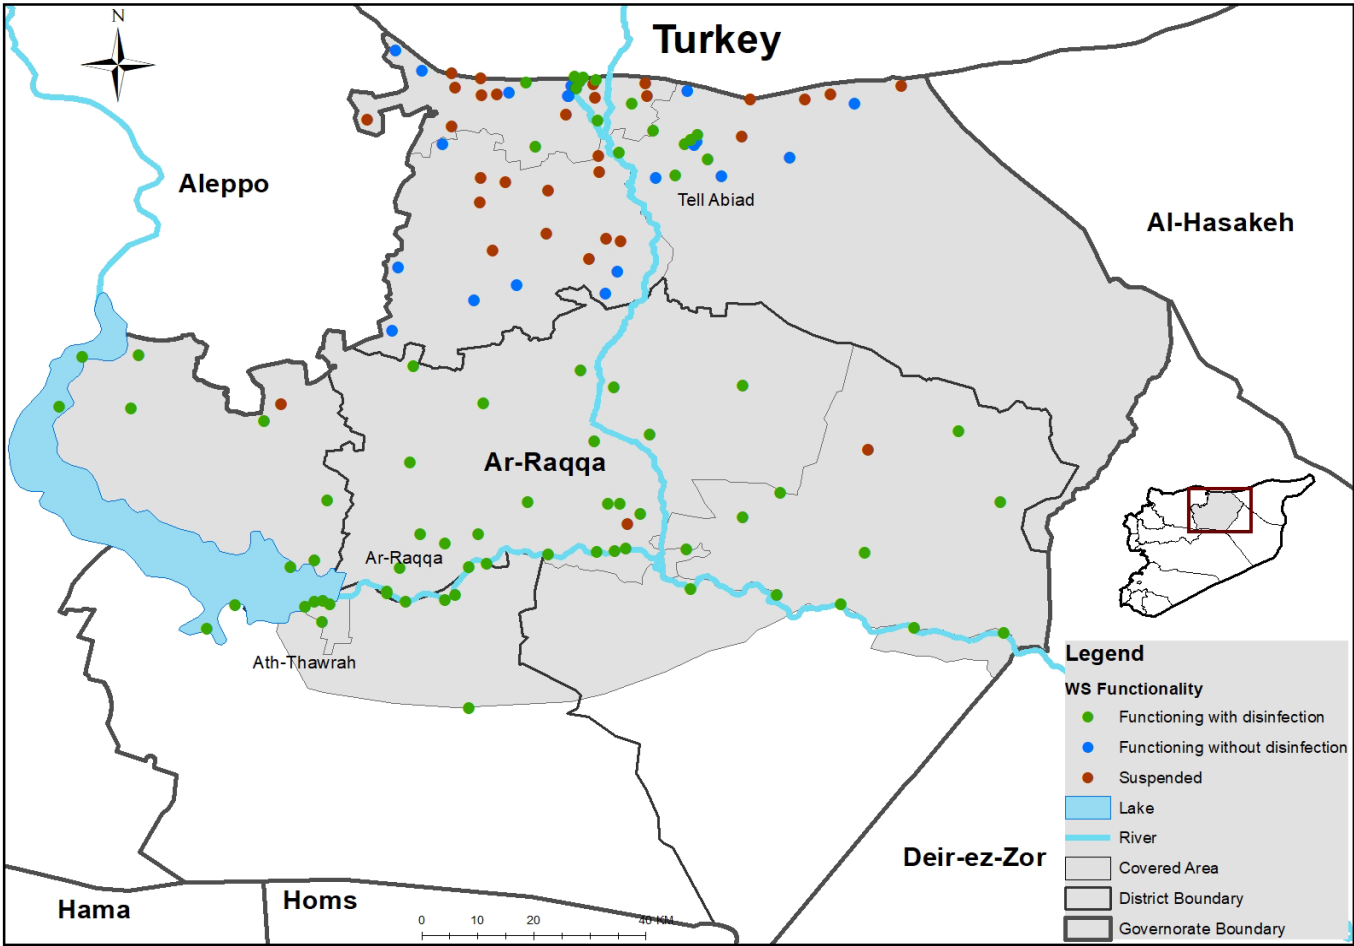 N
Turkey
Aleppo
Tell Abiad
Al-Hasakeh
Ar-Raqqa
Ar-Raqqa
Ath-Thawrah
Deir-ez-Zor
Homs
Hama
0 10 20 40 KM
Legend
WS Functionality
Functioning with disinfection
Functioning without disinfection
Suspended
Lake
River
Covered Area
District Boundary
Governorate Boundary